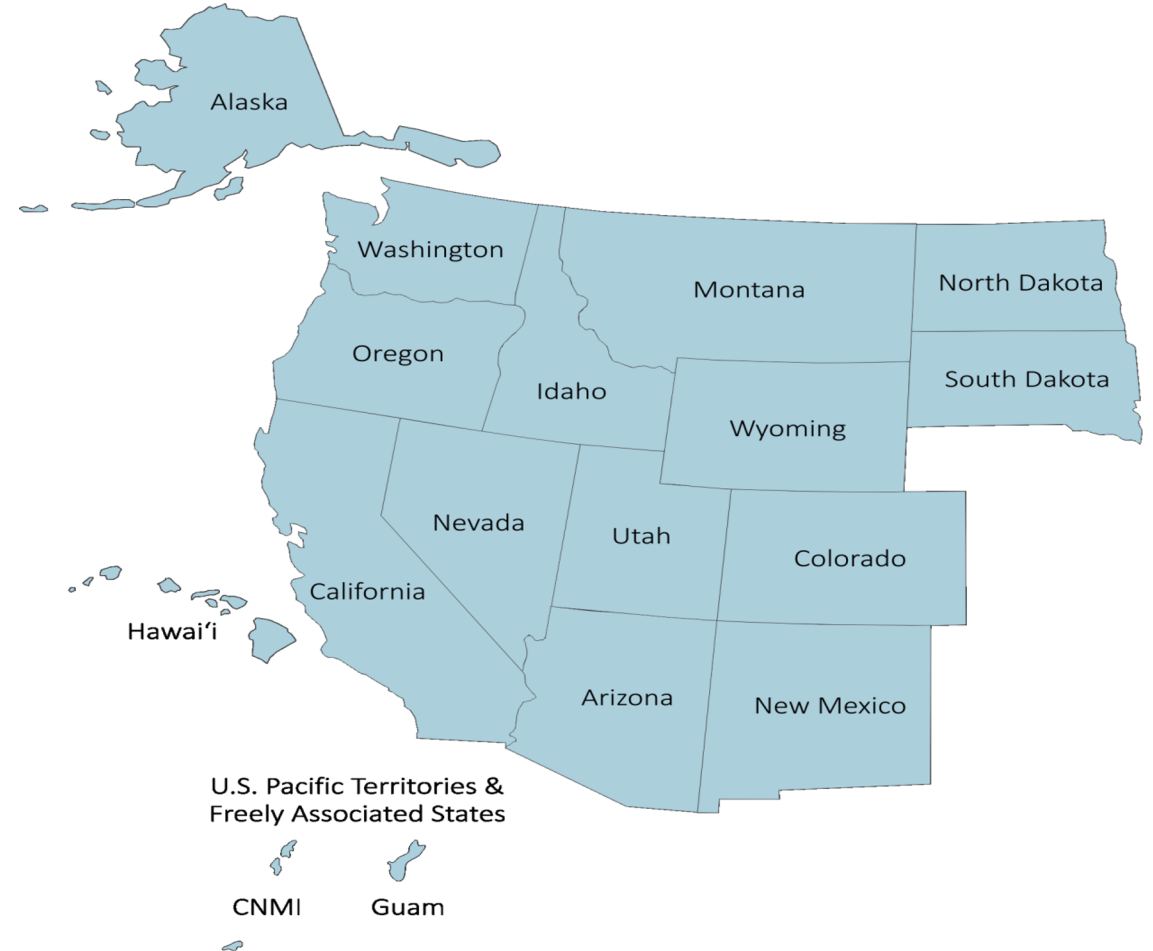 Alaska
Washington
Montana
North Dakota
Oregon
Idaho
South Dakota
Wyoming
Nevada
Utah
Colorado
California
Hawaiʻi
Arizona
New Mexico
U.S. Pacific Territories &
Freely Associated States
CNMI
Guam